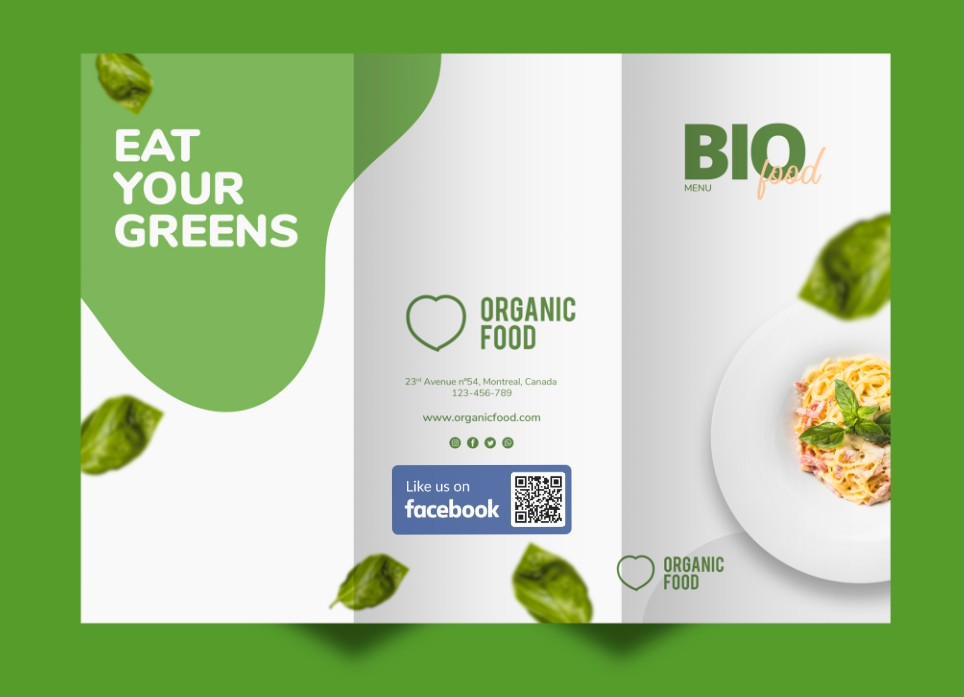 EAT
YOUR
GREENS
ORGANIC
FOOD
23rd Avenue nº54, Montreal, Canada
123-456-789
www.organicfood.com
Like us on
facebook
BIO
food
MENU
ORGANIC
FOOD